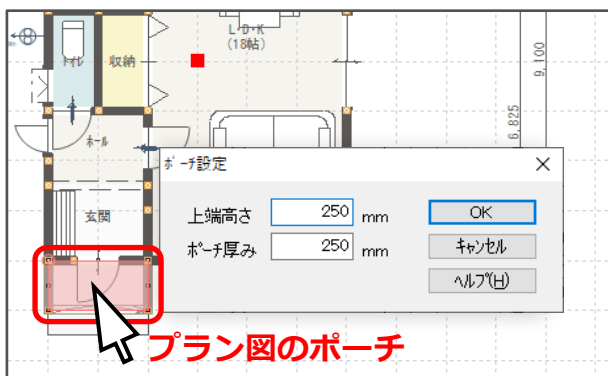 L・D・K
(18帖)
トイレ
収納
9,100
6,825
ホール
ポーチ設定
玄関
上端高さ 250 mm OK
ポーチ厚み 250 mm キャンセル
ヘルプ(H)
プラン図のポーチ